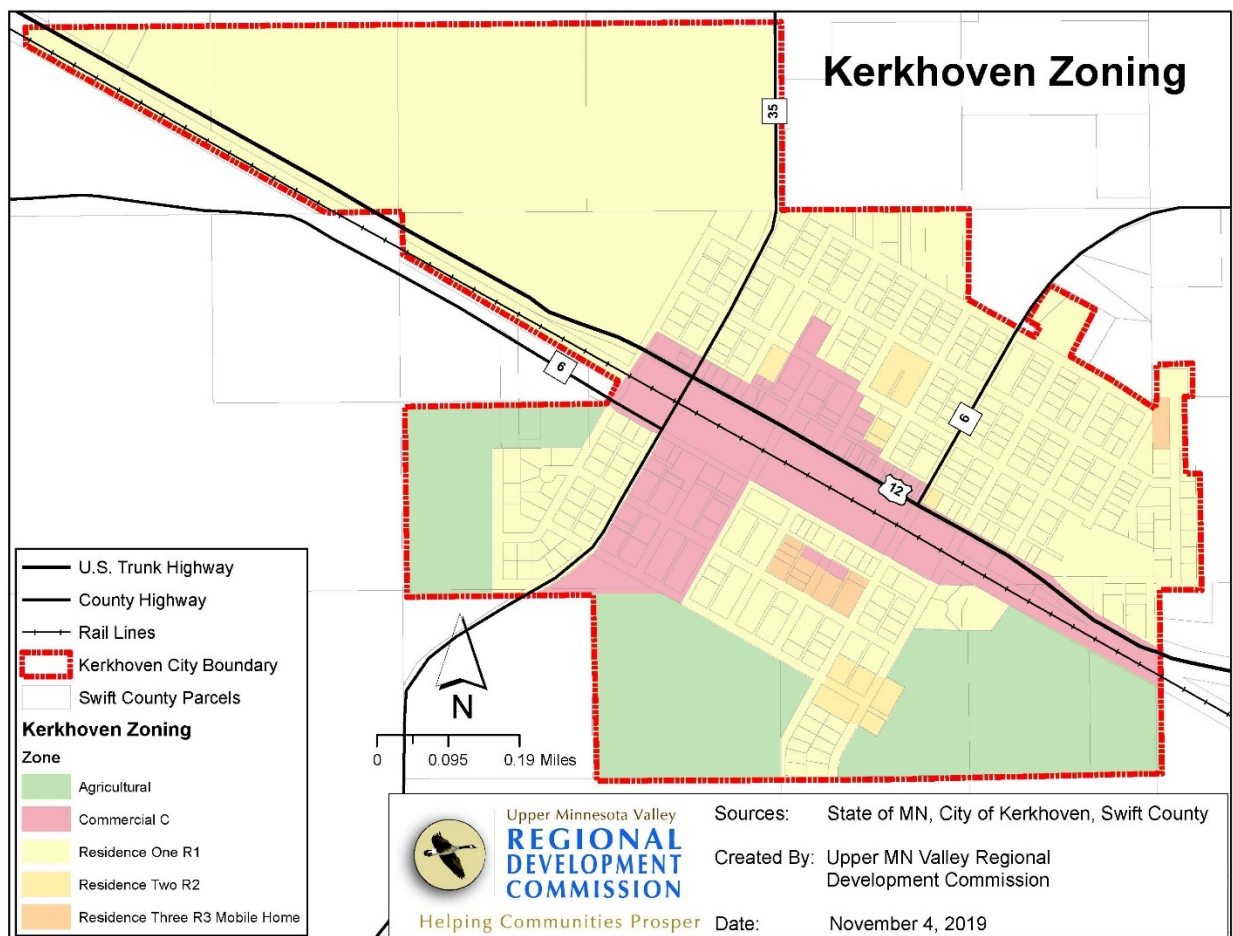 Kerkhoven Zoning
35
6
6
12
U.S. Trunk Highway
County Highway
Rail Lines
Kerkhoven City Boundary
Swift County Parcels
Kerkhoven Zoning
Zone
Agricultural
Commercial C
Residence One R1
Residence Two R2
Residence Three R3 Mobile Home
N
0 0.095 0.19 Miles
Upper Minnesota Valley
REGIONAL
DEVELOPMENT
COMMISSION
Helping Communities Prosper
Sources: State of MN, City of Kerkhoven, Swift County
Created By: Upper MN Valley Regional
Development Commission
Date: November 4, 2019